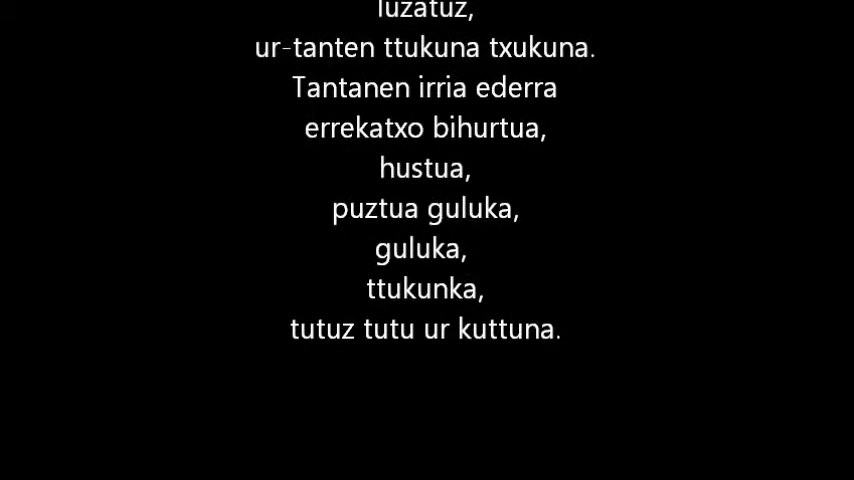 luzatuz,
ur-tanten ttukuna txukuna.
Tantanen irria ederra
errekatxo bihurtua,
hustua,
puztua guluka,
guluka,
ttukunka,
tutuz tutu ur kuttuna.